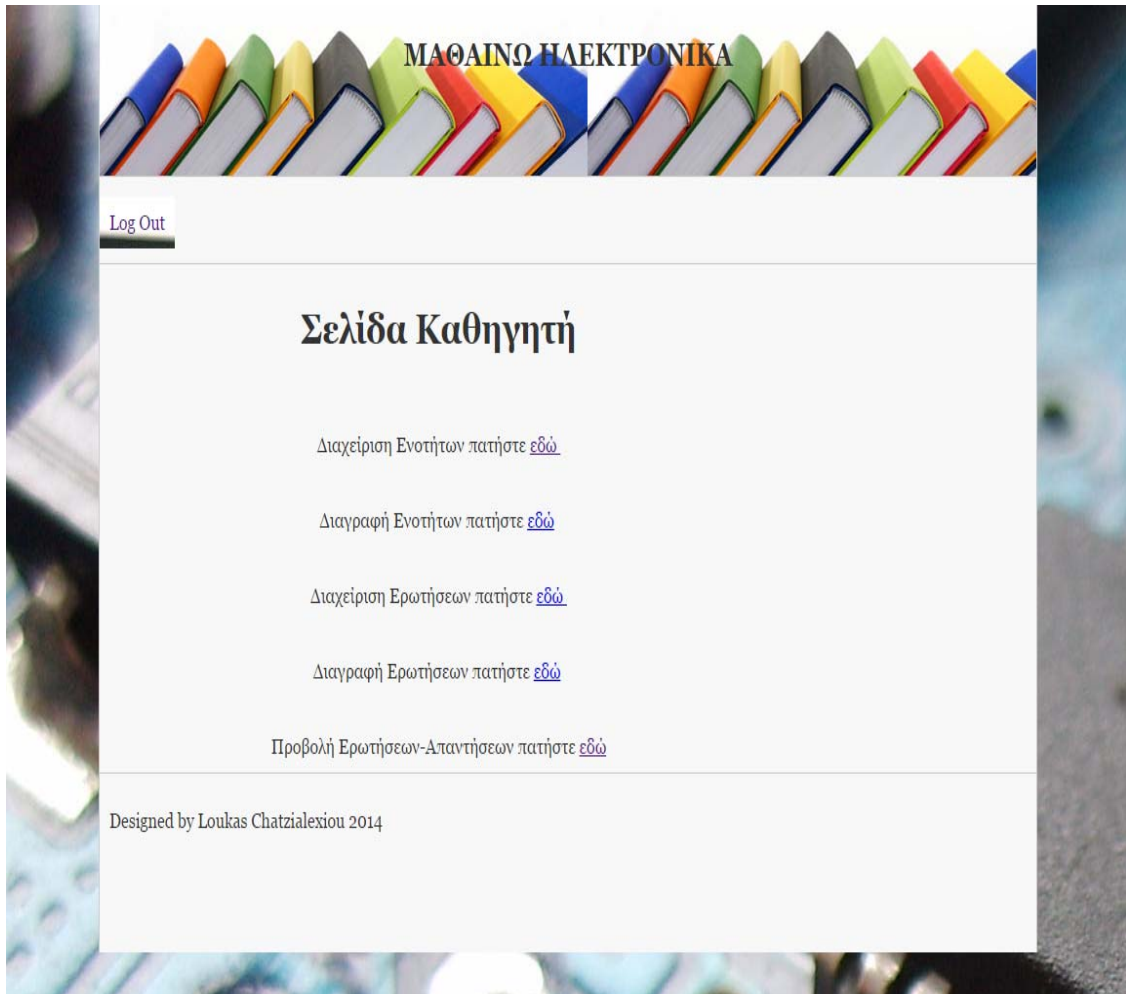 ΜΑΘΑΙΝΩ ΗΛΕΚΤΡΟΝΙΚΑ
Log Out
Σελίδα Καθηγητή
Διαχείριση Ενοτήτων πατήστε εδώ
Διαγραφή Ενοτήτων πατήστε εδώ
Διαχείριση Ερωτήσεων πατήστε εδώ
Διαγραφή Ερωτήσεων πατήστε εδώ
Προβολή Ερωτήσεων-Απαντήσεων πατήστε εδώ
Designed by Loukas Chatzialexiou 2014